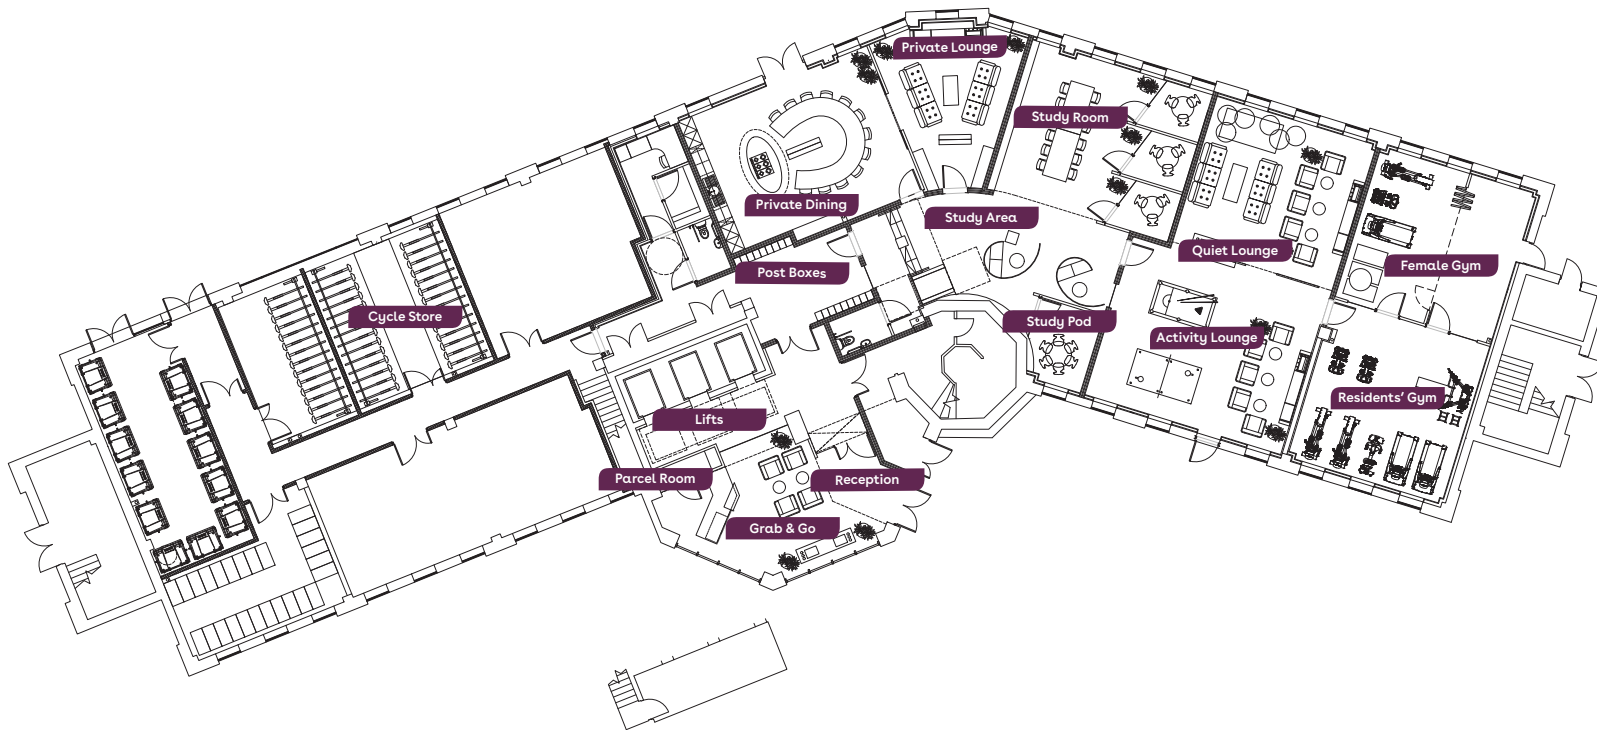 Private Lounge
Study Room
Private Dining
Study Area
Quiet Lounge
Female Gym
Post Boxes
Cycle Store
Study Pod
Activity Lounge
Residents' Gym
Lifts
Parcel Room
Reception
Grab & Go